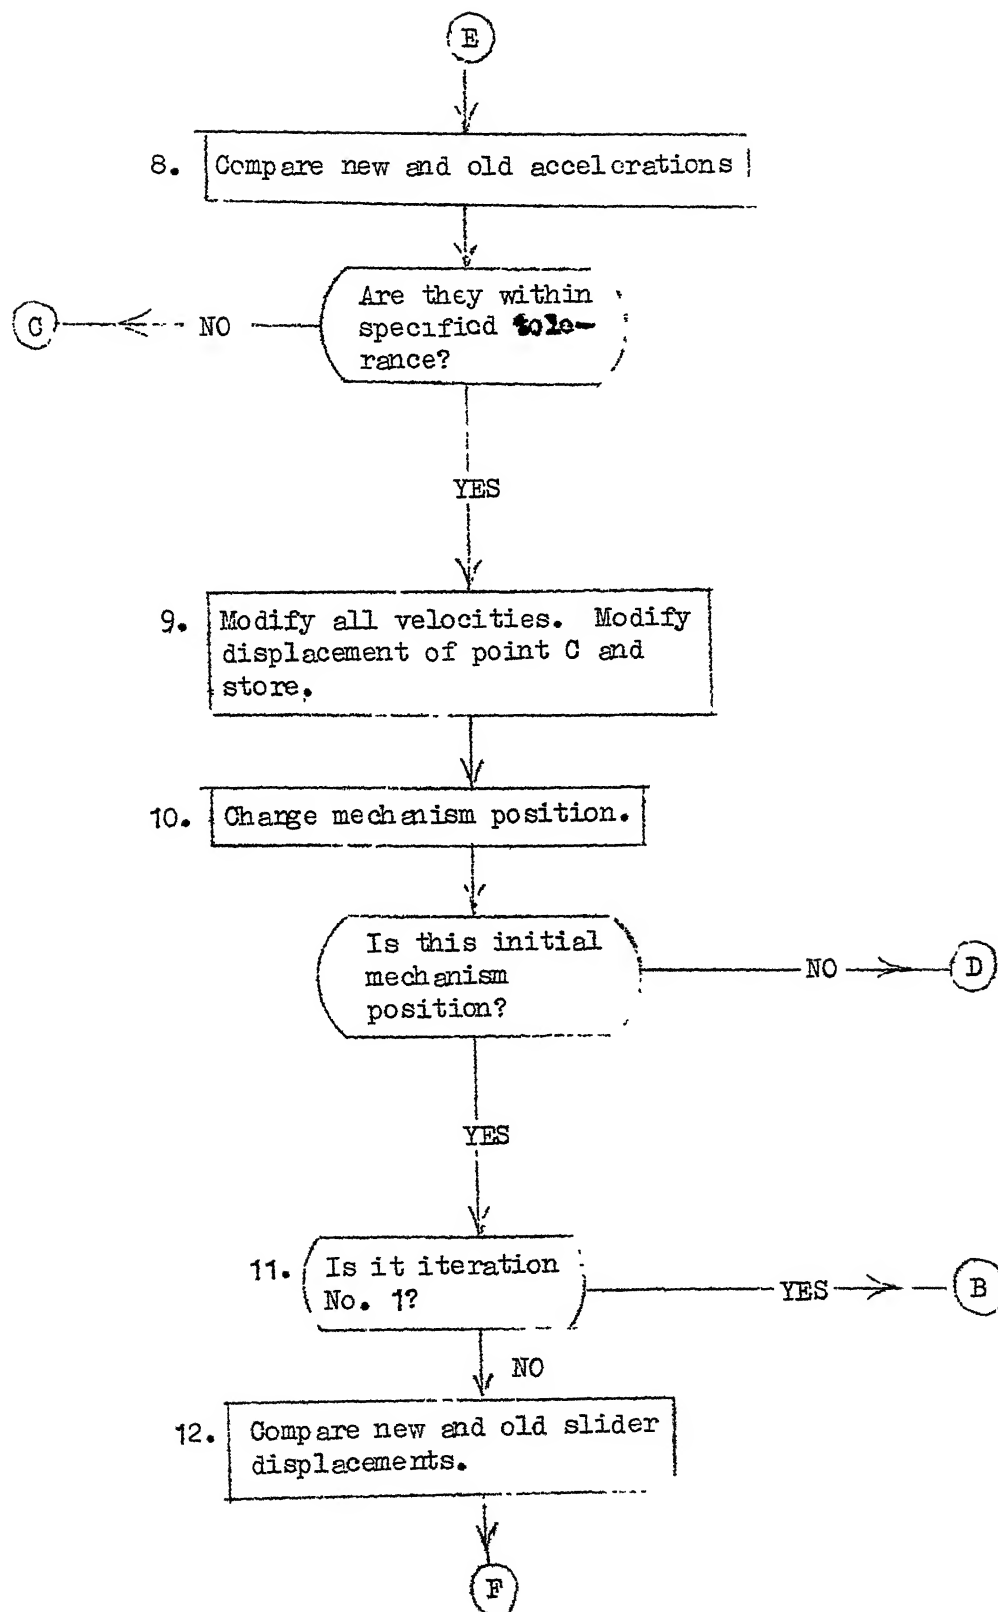 E
8. Compare new and old accelerations
Are they within
specified tole-
rance?
C
NO
YES
9. Modify all velocities. Modify
displacement of point C and
store.
10. Change mechanism position.
Is this initial
mechanism
position?
NO
D
YES
11. Is it iteration
No. 1?
YES
B
NO
12. Compare new and old slider
displacements.
F